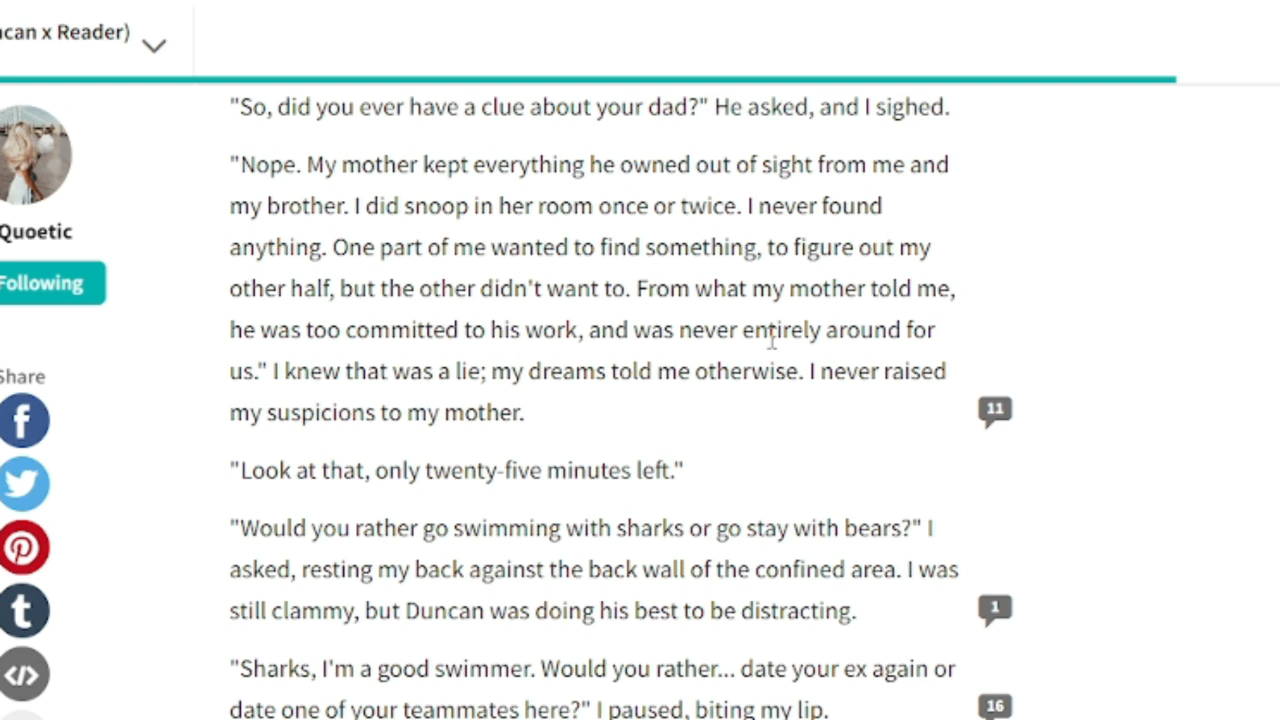 ncan x Reader)
"So, did you ever have a clue about your dad?" He asked, and I sighed.
"Nope. My mother kept everything he owned out of sight from me and
my brother. I did snoop in her room once or twice. I never found
anything. One part of me wanted to find something, to figure out my
other half, but the other didn't want to. From what my mother told me,
he was too committed to his work, and was never entirely around for
us." I knew that was a lie; my dreams told me otherwise. I never raised
my suspicions to my mother.
11
"Look at that, only twenty-five minutes left."
"Would you rather go swimming with sharks or go stay with bears?" I
asked, resting my back against the back wall of the confined area. I was
still clammy, but Duncan was doing his best to be distracting.
1
"Sharks, I'm a good swimmer. Would you rather... date your ex again or
date one of your teammates here?" I paused, biting my lip.
16
Quoetic
Following
Share